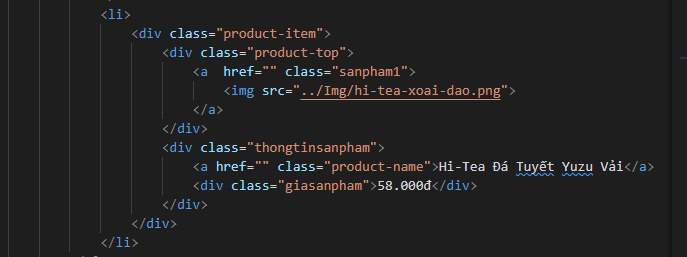 <li>
<div class="product-item">
<div class="product-top">
<a  href="" class="sanpham1">
<img src="../Img/hi-tea-xoai-dao.png">
</a>
</div>
<div class="thongtinsanpham">
<a href="" class="product-name">Hi-Tea Đá Tuyết Yuzu Vải</a>
<div class="giasanpham">58.000đ</div>
</div>
</div>
</li>